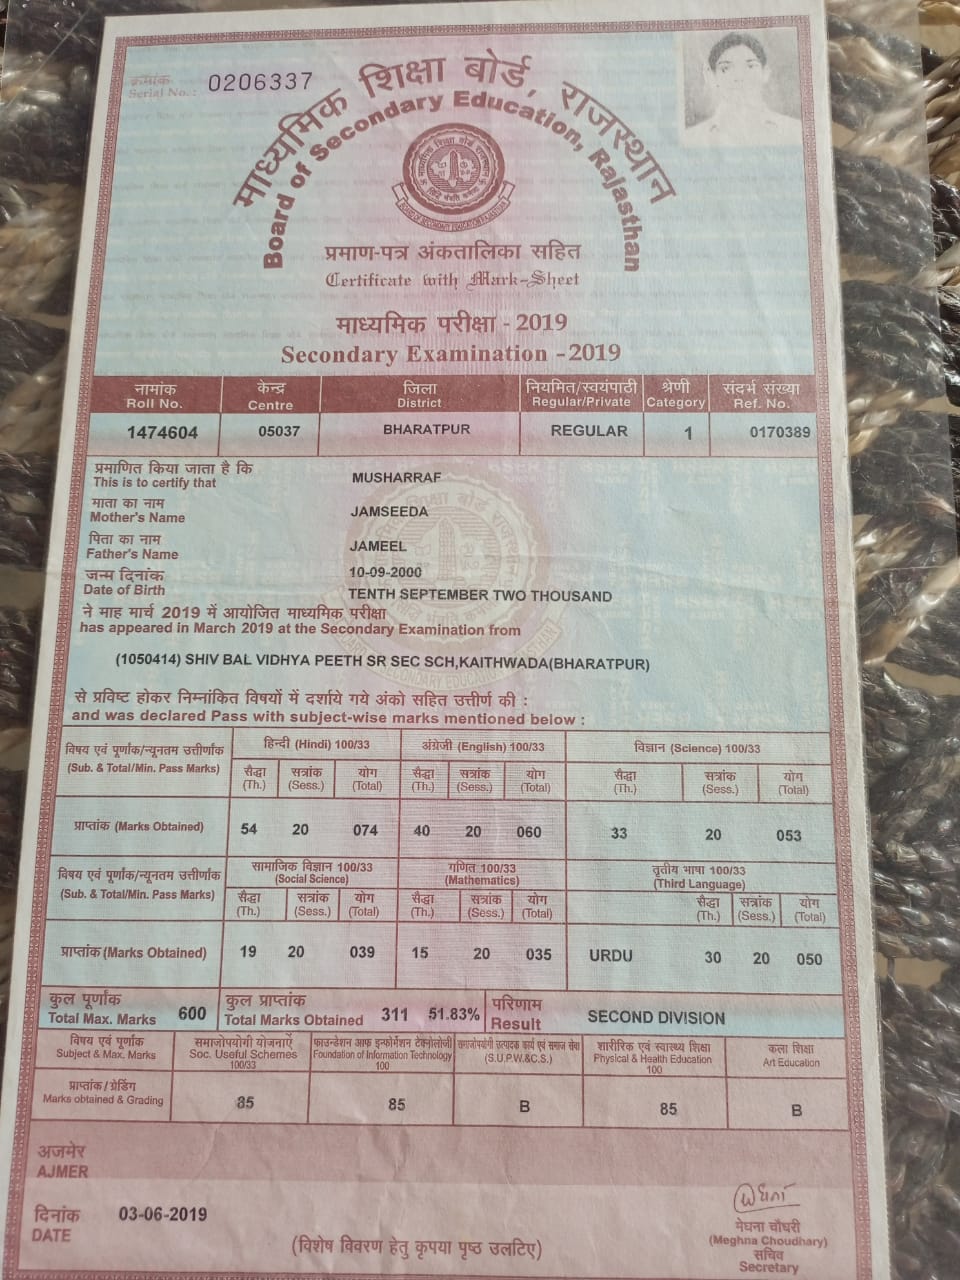 क्रमांक
Serial No.: 0206337
माध्यमिक शिक्षा बोर्ड, राजस्थान
Board of Secondary Education, Rajasthan
प्रमाण-पत्र अंकतालिका सहित
Certificate with Mark-Sheet
माध्यमिक परीक्षा - 2019
Secondary Examination - 2019
नामांक केन्द्र जिला नियमित/स्वयंपाठी श्रेणी संदर्भ संख्या
Roll No. Centre District Regular/Private Category Ref. No.
1474604 05037 BHARATPUR REGULAR 1 0170389
प्रमाणित किया जाता है कि
This is to certify that MUSHARRAF
माता का नाम
Mother's Name JAMSEEDA
पिता का नाम
Father's Name JAMEEL
जन्म दिनांक 10-09-2000
Date of Birth TENTH SEPTEMBER TWO THOUSAND
ने माह मार्च 2019 में आयोजित माध्यमिक परीक्षा
has appeared in March 2019 at the Secondary Examination from
(1050414) SHIV BAL VIDHYA PEETH SR SEC SCH,KAITHWADA(BHARATPUR)
से प्रविष्ट होकर निम्नांकित विषयों में दर्शाये गये अंको सहित उत्तीर्ण की :
and was declared Pass with subject-wise marks mentioned below :
विषय एवं पूर्णांक/न्यूनतम उत्तीर्णांक हिन्दी (Hindi) 100/33 अंग्रेजी (English) 100/33 विज्ञान (Science) 100/33
(Sub. & Total/Min. Pass Marks) सैद्धा सत्रांक योग सैद्धा सत्रांक योग सैद्धा सत्रांक योग
(Th.) (Sess.) (Total) (Th.) (Sess.) (Total) (Th.) (Sess.) (Total)
प्राप्तांक (Marks Obtained) 54 20 074 40 20 060 33 20 053
विषय एवं पूर्णांक/न्यूनतम उत्तीर्णांक सामाजिक विज्ञान 100/33 गणित 100/33 तृतीय भाषा 100/33
(Social Science) (Mathematics) (Third Language)
(Sub. & Total/Min. Pass Marks) सैद्धा सत्रांक योग सैद्धा सत्रांक योग सैद्धा सत्रांक योग
(Th.) (Sess.) (Total) (Th.) (Sess.) (Total) (Th.) (Sess.) (Total)
प्राप्तांक (Marks Obtained) 19 20 039 15 20 035 URDU 30 20 050
कुल पूर्णांक कुल प्राप्तांक परिणाम
Total Max. Marks 600 Total Marks Obtained 311 51.83% Result SECOND DIVISION
विषय एवं पूर्णांक समाजोपयोगी योजनाऐं फाउन्डेशन आफ इन्फोर्मेशन टेक्नोलोजी समाजोपयोगी उत्पादक कार्य एवं समाज सेवा शारीरिक एवं स्वास्थ्य शिक्षा कला शिक्षा
Subject & Max. Marks Soc. Useful Schemes Foundation of Information Technology (S.U.P.W.&C.S.) Physical & Health Education Art Education
100/33 100 100
प्राप्तांक / ग्रेडिंग
Marks obtained & Grading 85 85 B 85 B
अजमेर
AJMER
दिनांक 03-06-2019
DATE
(विशेष विवरण हेतु कृपया पृष्ठ उलटिए)
मेघना चौधरी
(Meghna Choudhary)
सचिव
Secretary